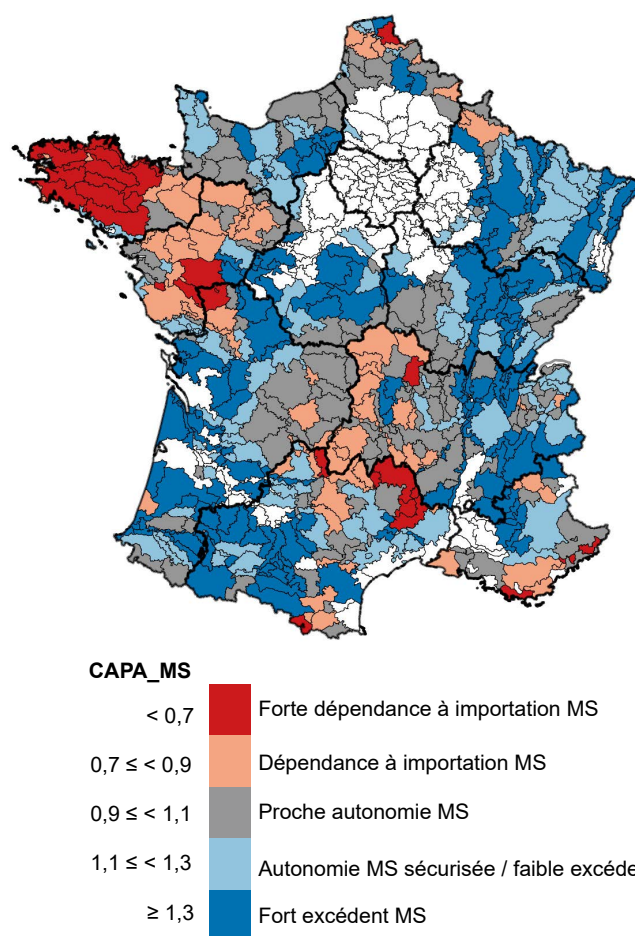 CAPA_MS
< 0,7 Forte dépendance à importation MS
0,7 ≤ < 0,9 Dépendance à importation MS
0,9 ≤ < 1,1 Proche autonomie MS
1,1 ≤ < 1,3 Autonomie MS sécurisée / faible excéde
≥ 1,3 Fort excédent MS